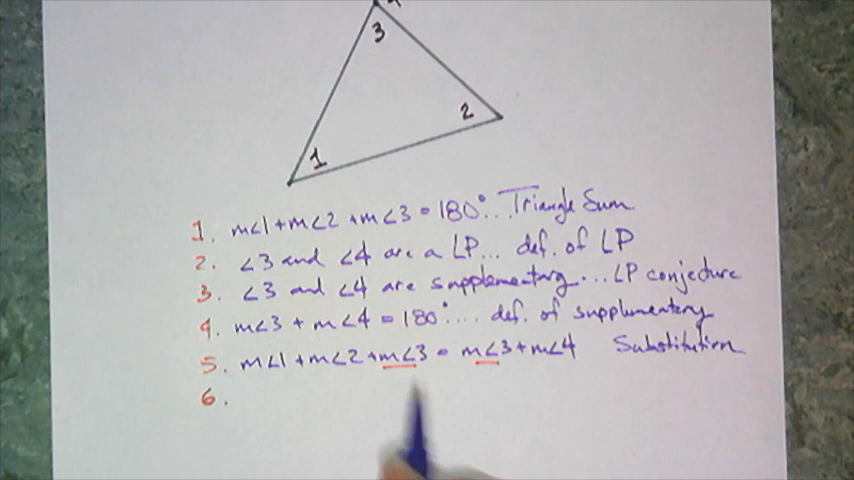 4
3
2
1
1. m∠1 + m∠2 + m∠3 = 180°... Triangle Sum
2. ∠3 and ∠4 are a LP... def. of LP
3. ∠3 and ∠4 are supplementary... LP conjecture
4. m∠3 + m∠4 = 180°.... def. of supplementary
5. m∠1 + m∠2 + m∠3 = m∠3 + m∠4 Substitution
6.